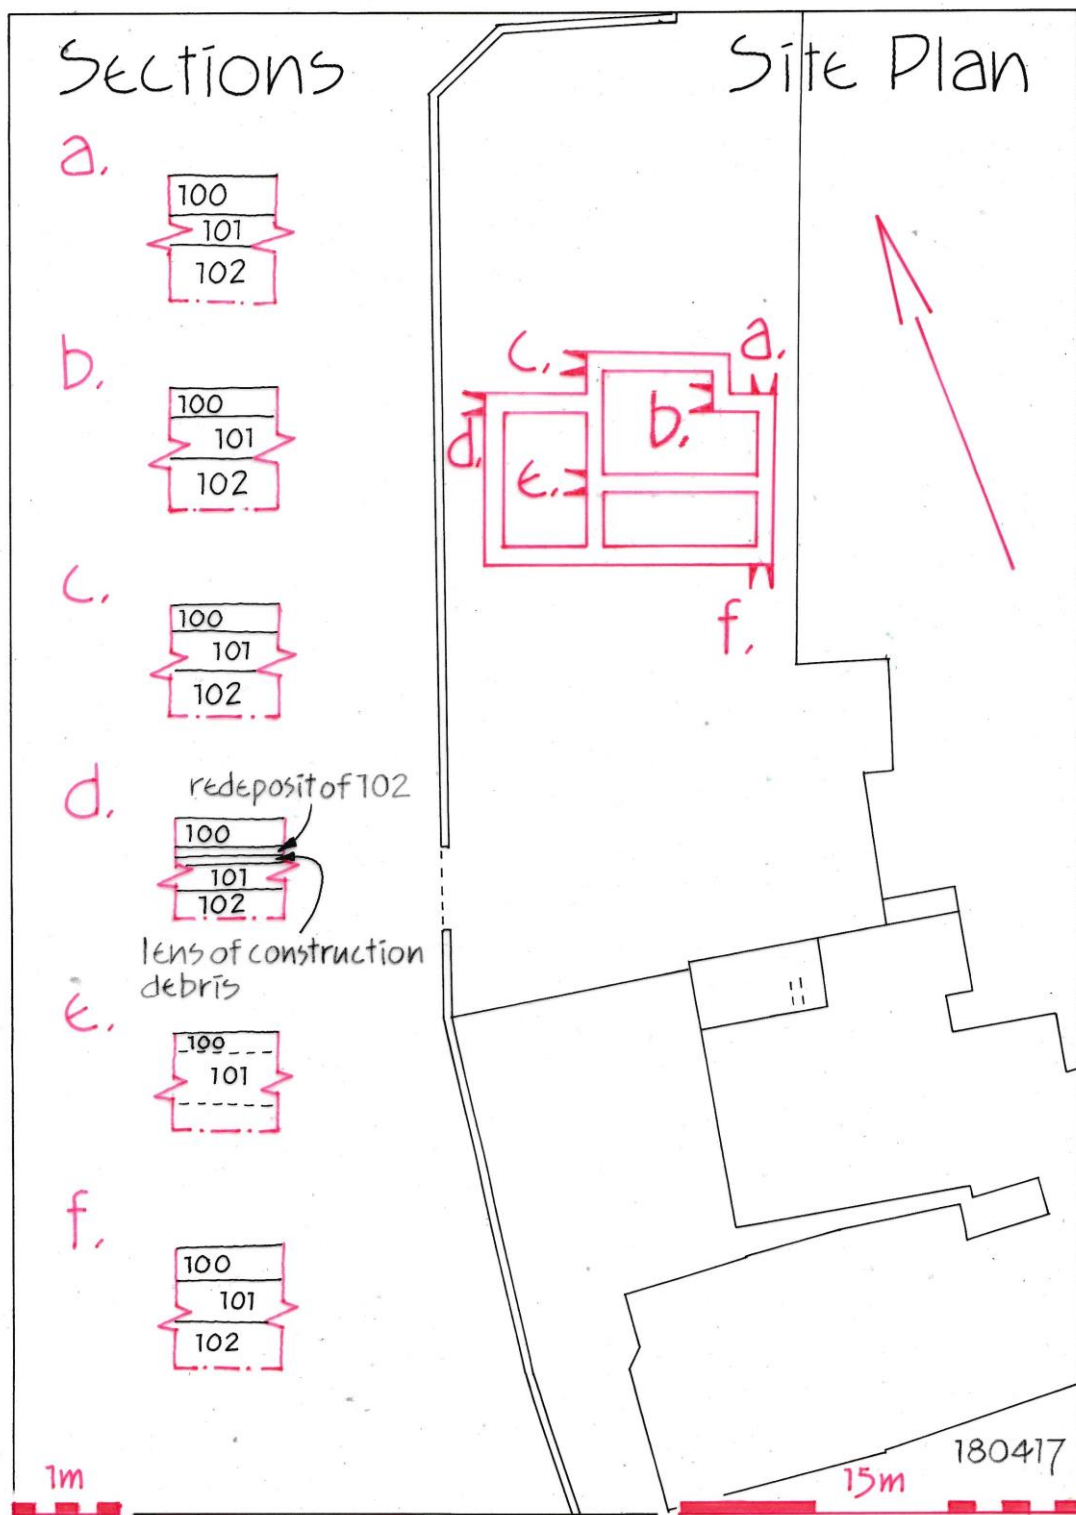 Sections
a.
100
101
102
b.
100
101
102
c.
100
101
102
d.
redeposit of 102
100
101
102
lens of construction
debris
e.
100
101
f.
100
101
102
1m
Site Plan
c.
a.
b.
d.
e.
f.
180417
15m